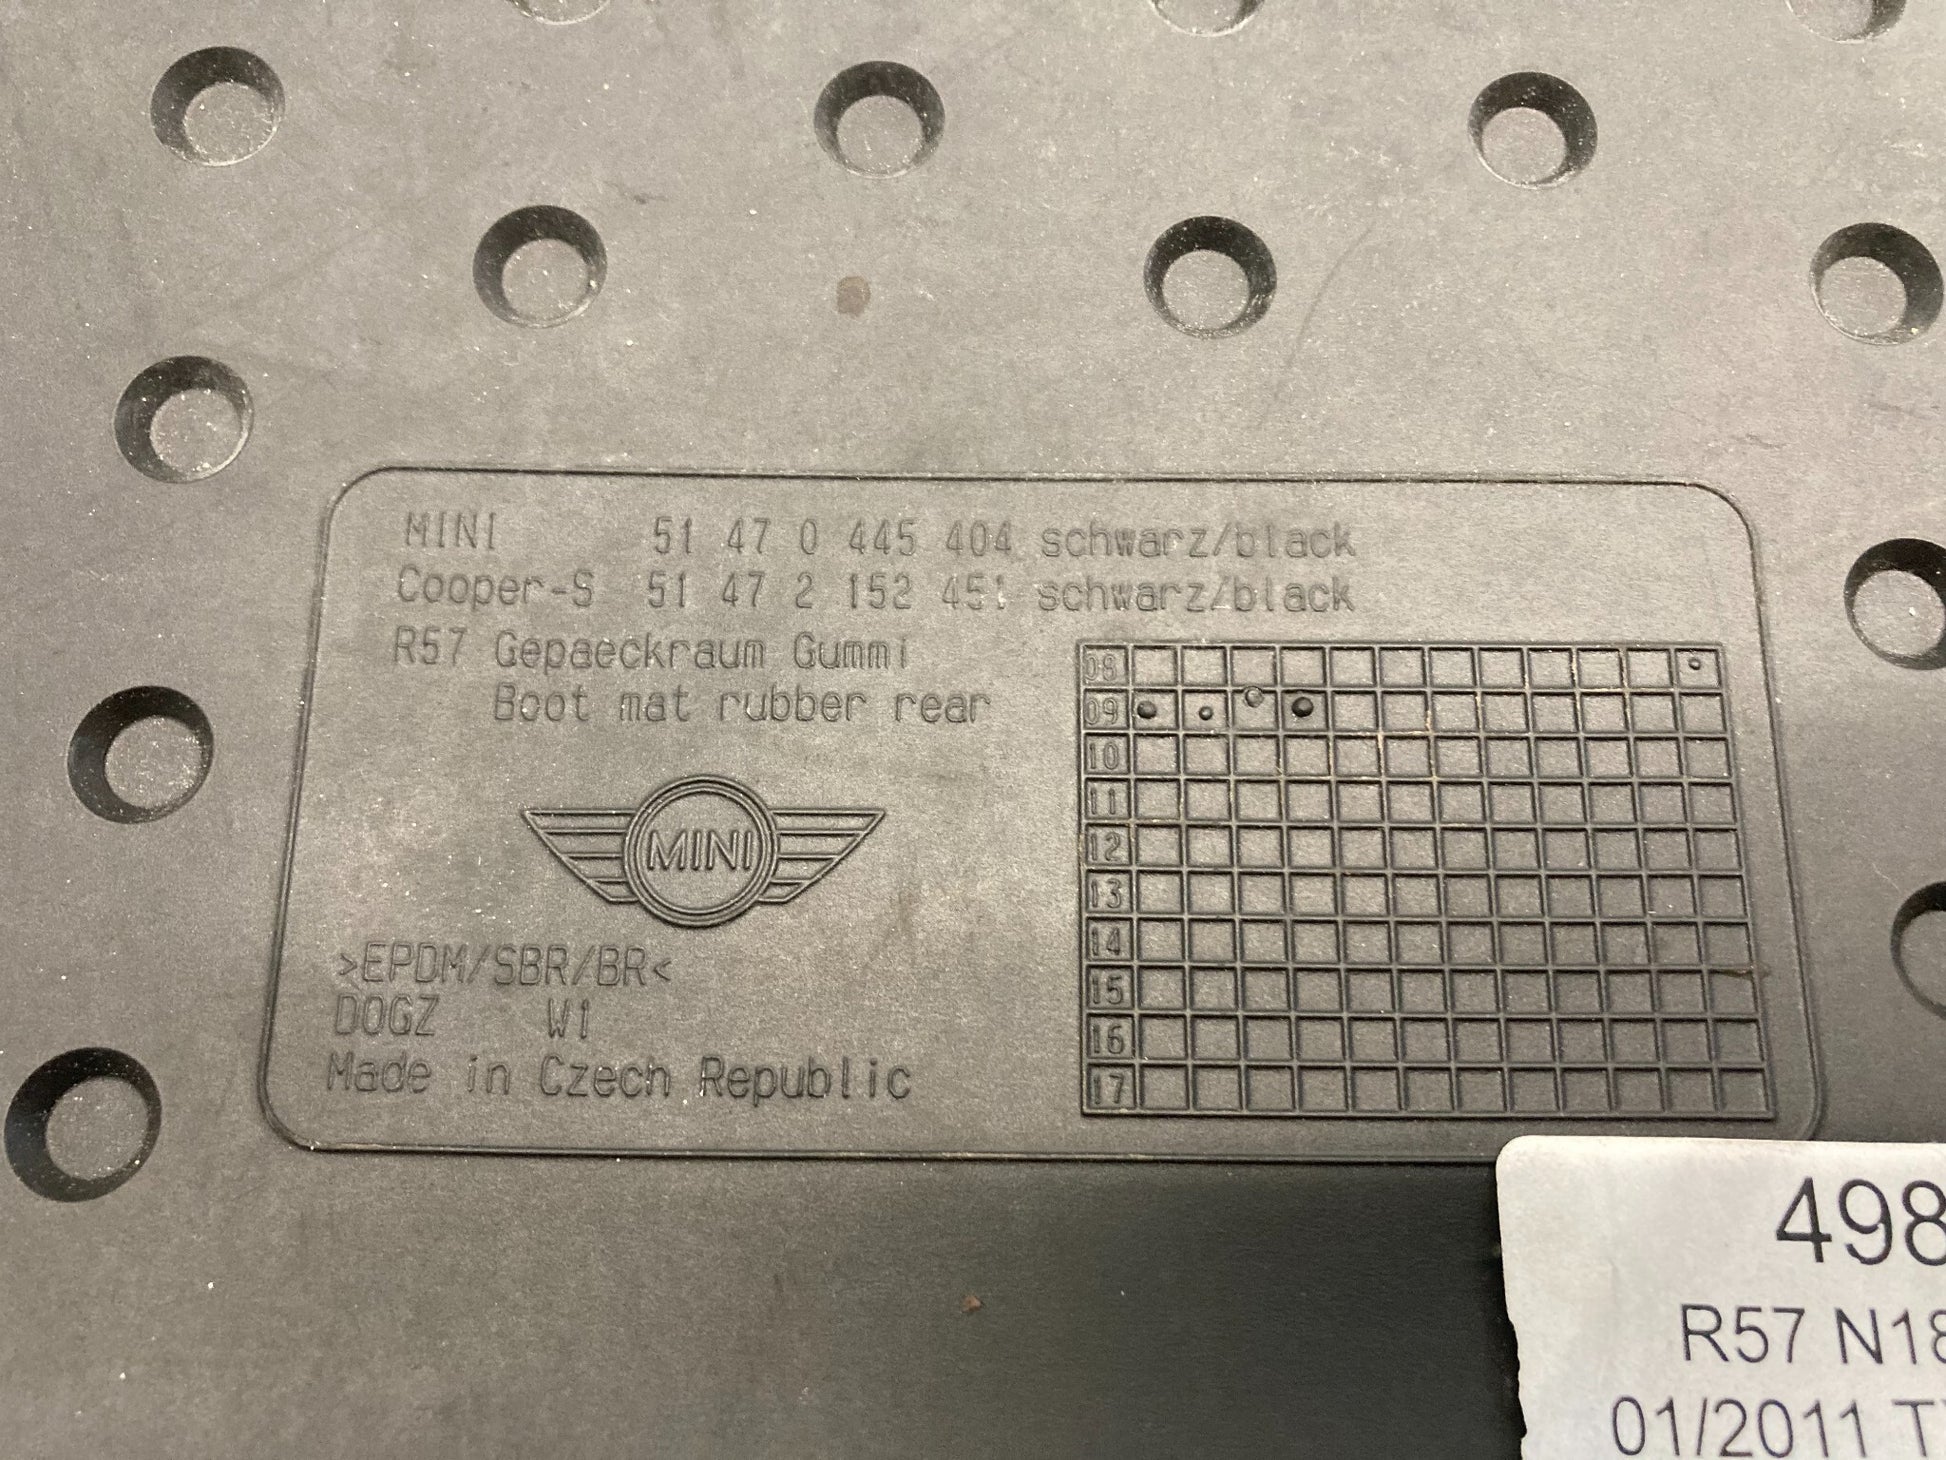 MINI 51 47 0 445 404 schwarz/black
Cooper-S 51 47 2 152 451 schwarz/black
R57 Gepaeckraum Gummi
Boot mat rubber rear
MINI
>EPDM/SBR/BR<
DOGZ W1
Made in Czech Republic
08
09
10
11
12
13
14
15
16
17
498
R57 N18
01/2011